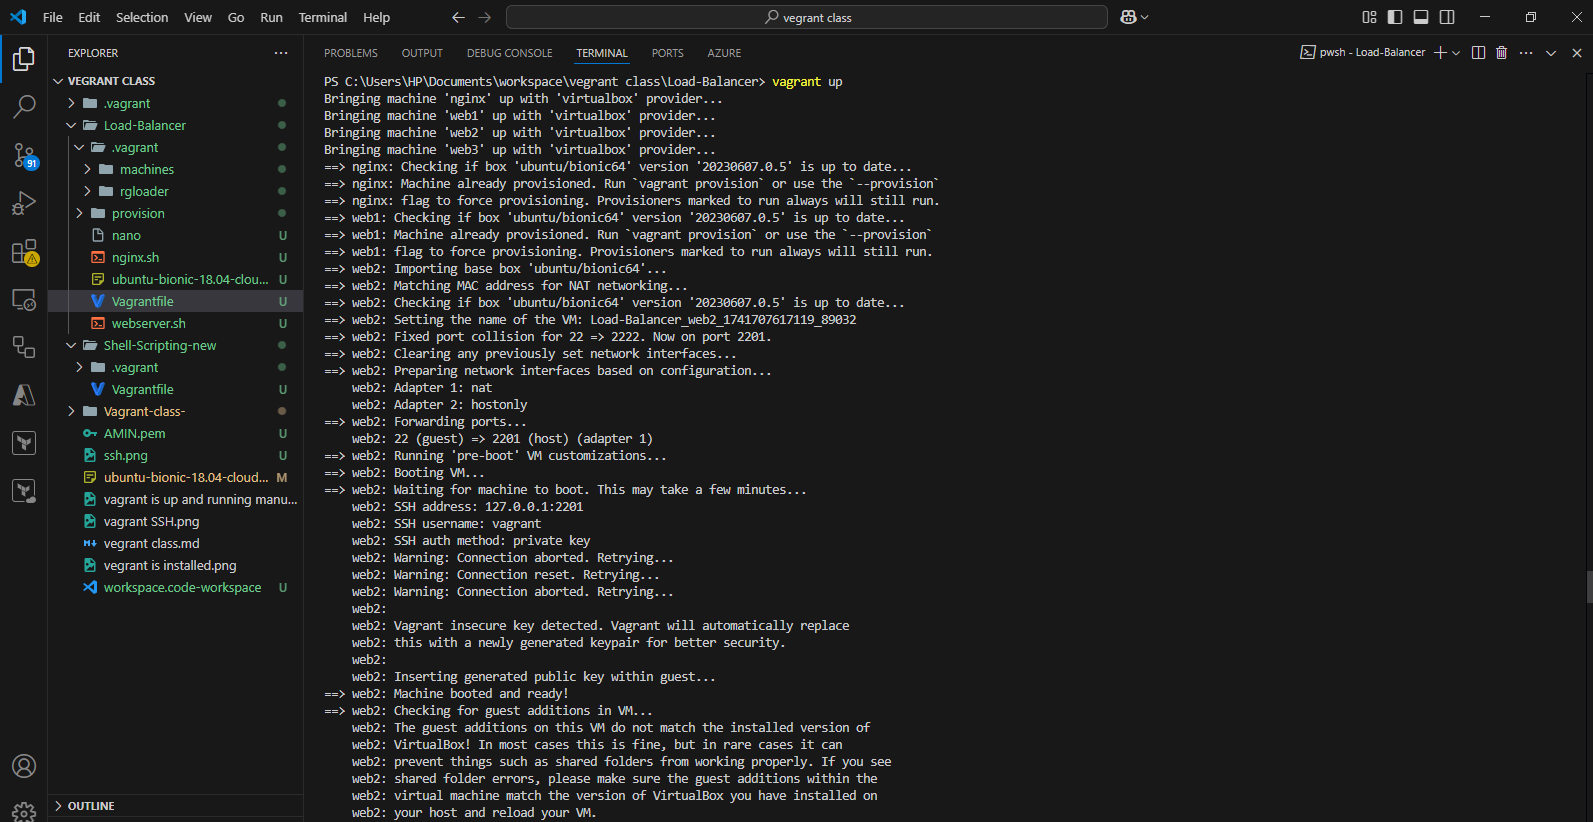 File Edit Selection View Go Run Terminal Help
vegrant class
EXPLORER
VEGRANT CLASS
.vagrant
Load-Balancer
.vagrant
machines
rgloader
provision
nano U
nginx.sh U
ubuntu-bionic-18.04-clou... U
Vagrantfile U
webserver.sh U
Shell-Scripting-new
.vagrant
Vagrantfile U
Vagrant-class-
AMIN.pem U
ssh.png U
ubuntu-bionic-18.04-cloud... M
vagrant is up and running manu...
vagrant SSH.png
vegrant class.md
vegrant is installed.png
workspace.code-workspace U
OUTLINE
91
PROBLEMS OUTPUT DEBUG CONSOLE TERMINAL PORTS AZURE
pwsh - Load-Balancer
PS C:\Users\HP\Documents\workspace\vegrant class\Load-Balancer> vagrant up
Bringing machine 'nginx' up with 'virtualbox' provider...
Bringing machine 'web1' up with 'virtualbox' provider...
Bringing machine 'web2' up with 'virtualbox' provider...
Bringing machine 'web3' up with 'virtualbox' provider...
==> nginx: Checking if box 'ubuntu/bionic64' version '20230607.0.5' is up to date...
==> nginx: Machine already provisioned. Run `vagrant provision` or use the `--provision`
==> nginx: flag to force provisioning. Provisioners marked to run always will still run.
==> web1: Checking if box 'ubuntu/bionic64' version '20230607.0.5' is up to date...
==> web1: Machine already provisioned. Run `vagrant provision` or use the `--provision`
==> web1: flag to force provisioning. Provisioners marked to run always will still run.
==> web2: Importing base box 'ubuntu/bionic64'...
==> web2: Matching MAC address for NAT networking...
==> web2: Checking if box 'ubuntu/bionic64' version '20230607.0.5' is up to date...
==> web2: Setting the name of the VM: Load-Balancer_web2_1741707617119_89032
==> web2: Fixed port collision for 22 => 2222. Now on port 2201.
==> web2: Clearing any previously set network interfaces...
==> web2: Preparing network interfaces based on configuration...
web2: Adapter 1: nat
web2: Adapter 2: hostonly
==> web2: Forwarding ports...
web2: 22 (guest) => 2201 (host) (adapter 1)
==> web2: Running 'pre-boot' VM customizations...
==> web2: Booting VM...
==> web2: Waiting for machine to boot. This may take a few minutes...
web2: SSH address: 127.0.0.1:2201
web2: SSH username: vagrant
web2: SSH auth method: private key
web2: Warning: Connection aborted. Retrying...
web2: Warning: Connection reset. Retrying...
web2: Warning: Connection aborted. Retrying...
web2:
web2: Vagrant insecure key detected. Vagrant will automatically replace
web2: this with a newly generated keypair for better security.
web2:
web2: Inserting generated public key within guest...
==> web2: Machine booted and ready!
==> web2: Checking for guest additions in VM...
web2: The guest additions on this VM do not match the installed version of
web2: VirtualBox! In most cases this is fine, but in rare cases it can
web2: prevent things such as shared folders from working properly. If you see
web2: shared folder errors, please make sure the guest additions within the
web2: virtual machine match the version of VirtualBox you have installed on
web2: your host and reload your VM.